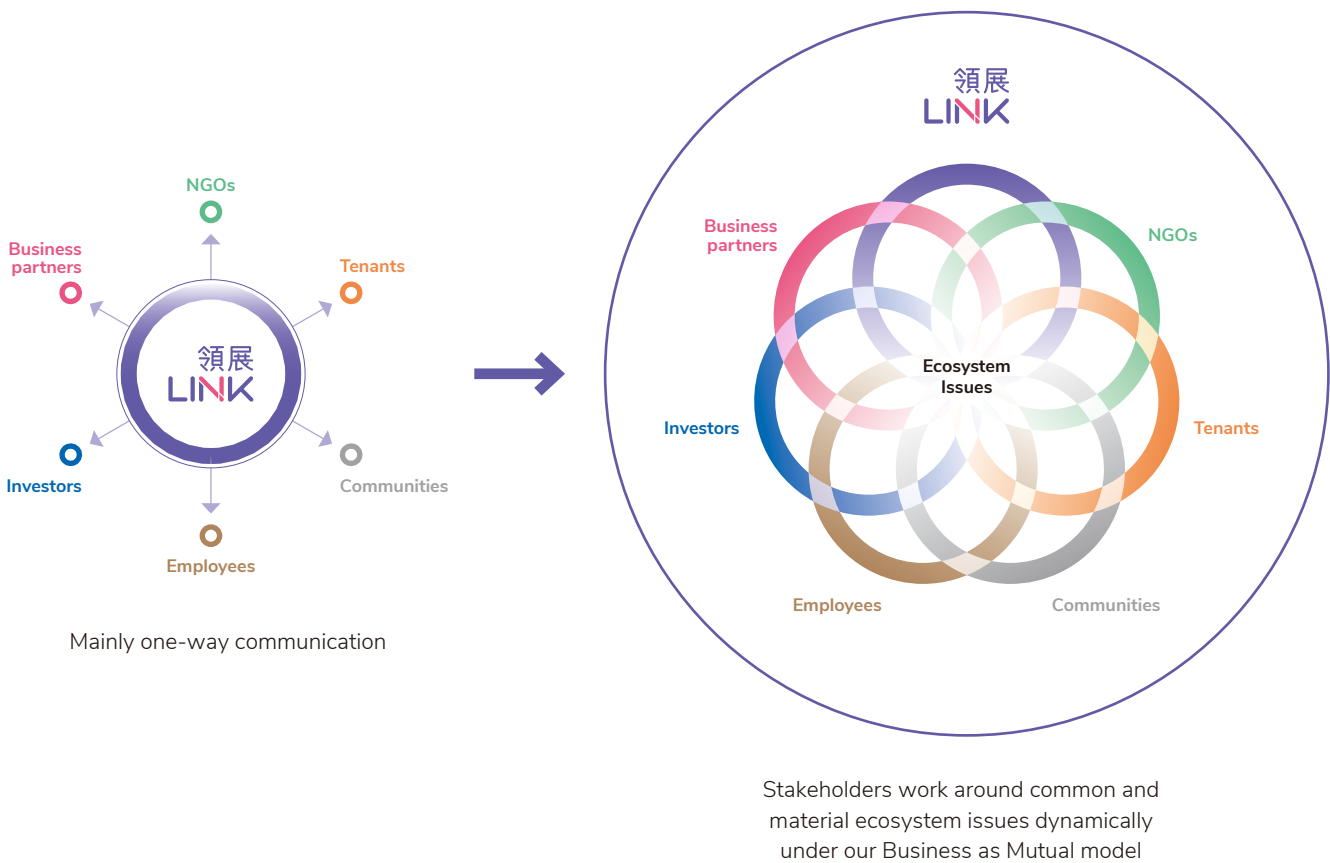 NGOs
Business
partners
Tenants
領展
LINK
Investors
Communities
Employees
Mainly one-way communication
領展
LINK
Business
partners
NGOs
Ecosystem
Issues
Investors
Tenants
Employees
Communities
Stakeholders work around common and
material ecosystem issues dynamically
under our Business as Mutual model